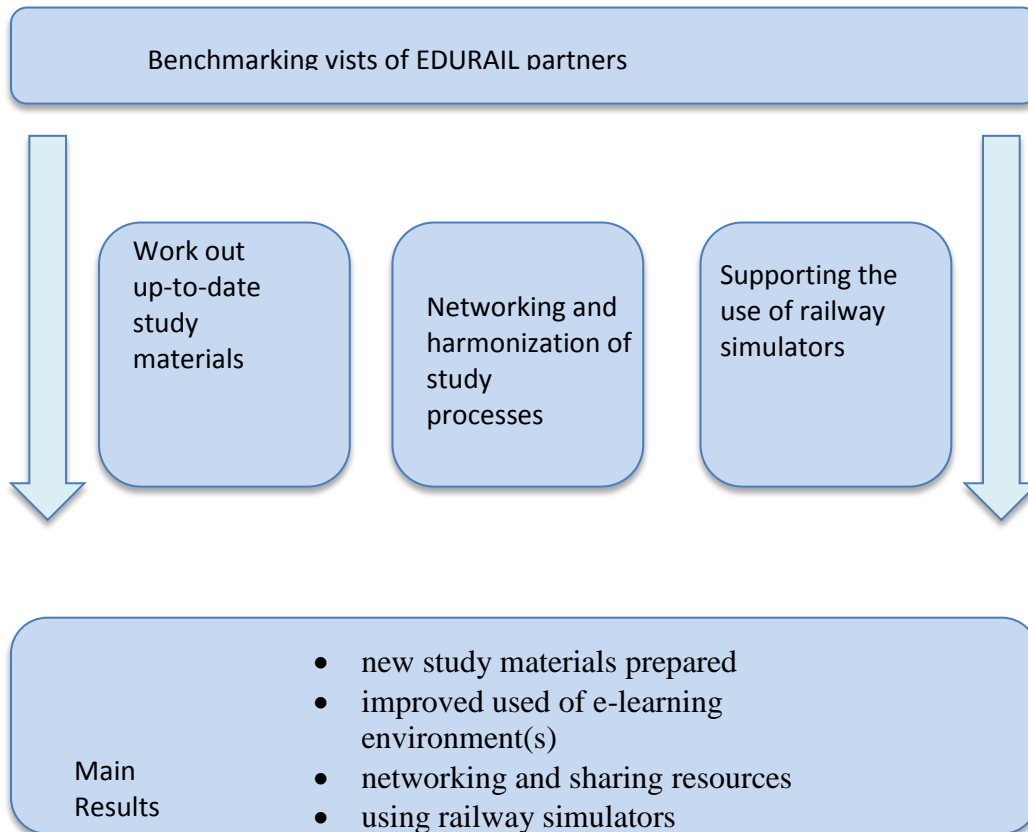 Benchmarking vists of EDURAIL partners
Work out
up-to-date
study
materials
Networking and
harmonization of
study
processes
Supporting the
use of railway
simulators
Main
Results
• new study materials prepared
• improved used of e-learning
environment(s)
• networking and sharing resources
• using railway simulators